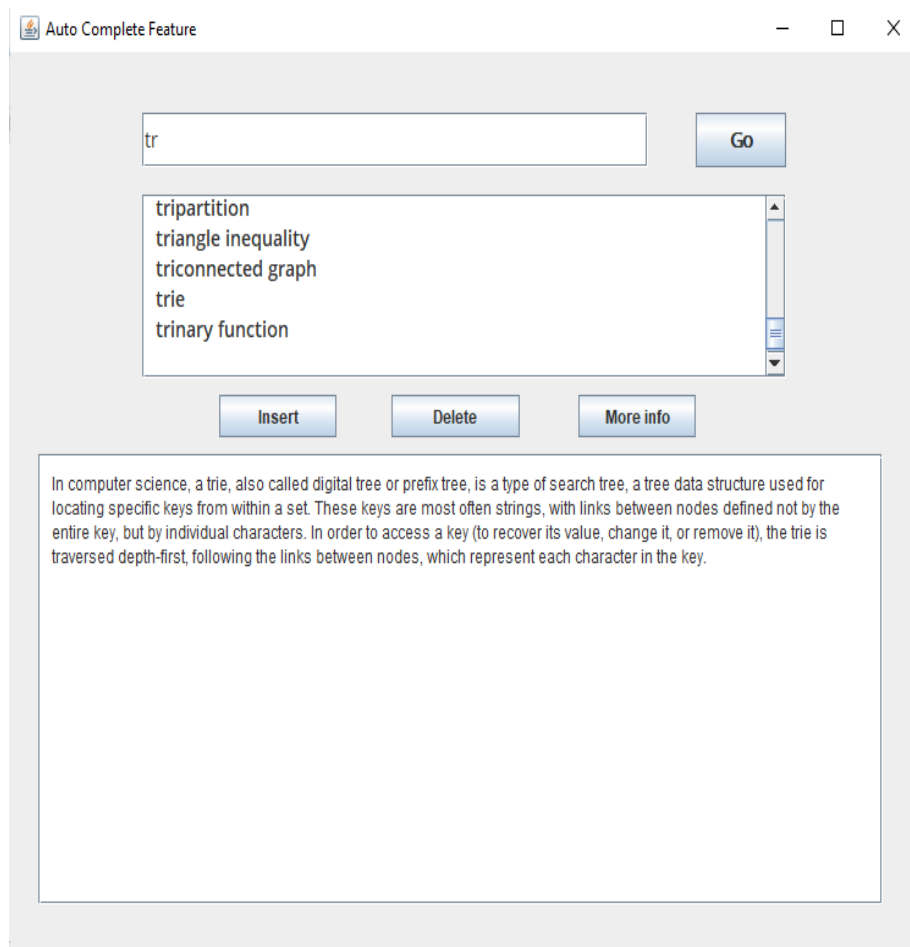 Auto Complete Feature
tr
Go
tripartition
triangle inequality
triconnected graph
trie
trinary function
Insert
Delete
More info
In computer science, a trie, also called digital tree or prefix tree, is a type of search tree, a tree data structure used for
locating specific keys from within a set. These keys are most often strings, with links between nodes defined not by the
entire key, but by individual characters. In order to access a key (to recover its value, change it, or remove it), the trie is
traversed depth-first, following the links between nodes, which represent each character in the key.